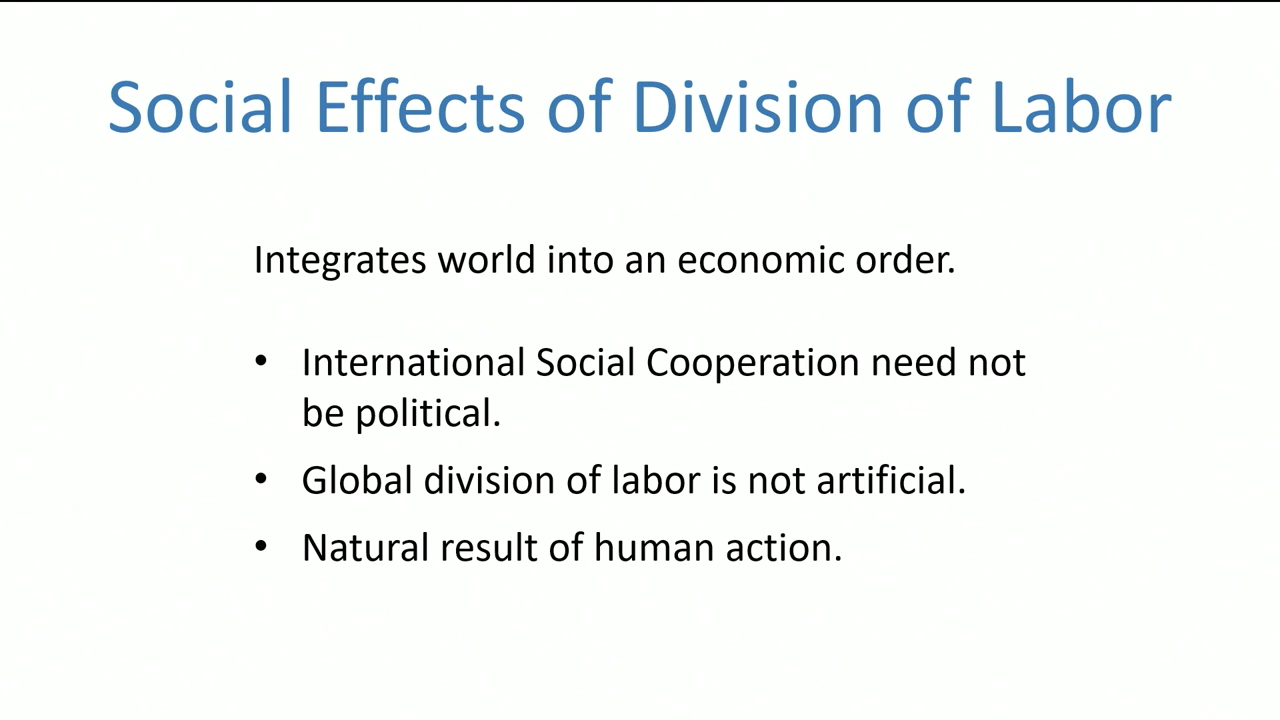 Social Effects of Division of Labor
Integrates world into an economic order.
• International Social Cooperation need not
be political.
• Global division of labor is not artificial.
• Natural result of human action.